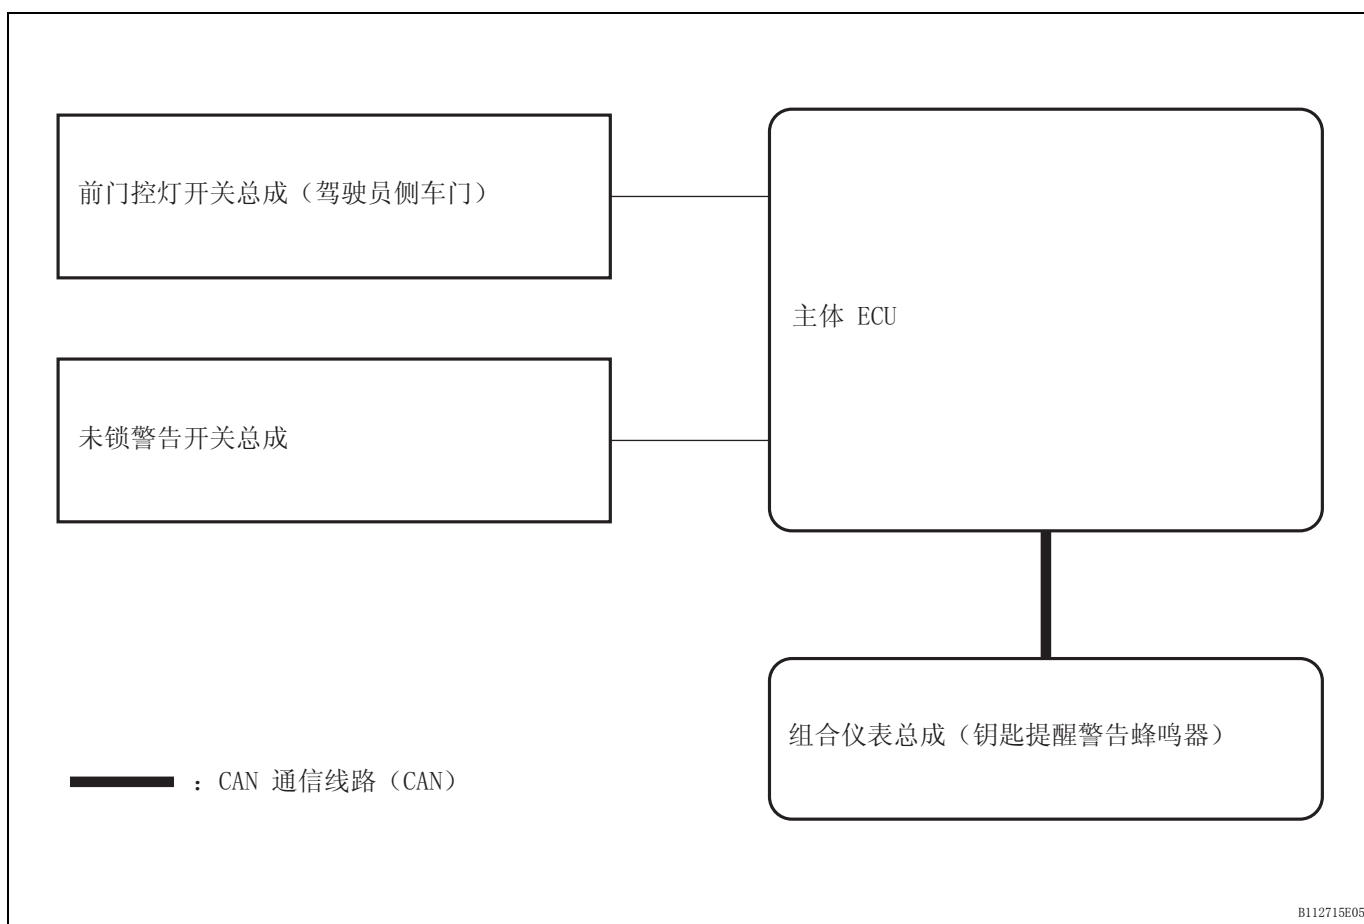 前门控灯开关总成（驾驶员侧车门）
主体 ECU
未锁警告开关总成
组合仪表总成（钥匙提醒警告蜂鸣器）
：CAN 通信线路（CAN）
B112715E05